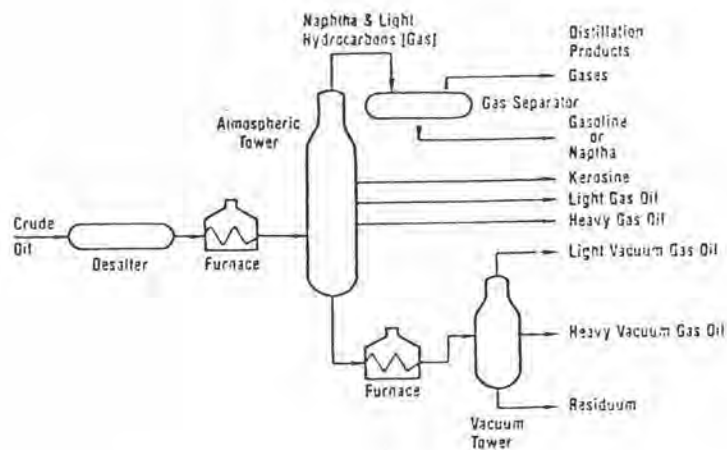 Naphtha & Light
Hydrocarbons [Gas]
Distillation
Products
Gases
Gas Separator
Atmospheric
Tower
Gasoline
or
Naptha
Kerosine
Light Gas Oil
Heavy Gas Oil
Crude
Oil
Desalter
Furnace
Light Vacuum Gas Oil
Heavy Vacuum Gas Oil
Furnace
Residuum
Vacuum
Tower